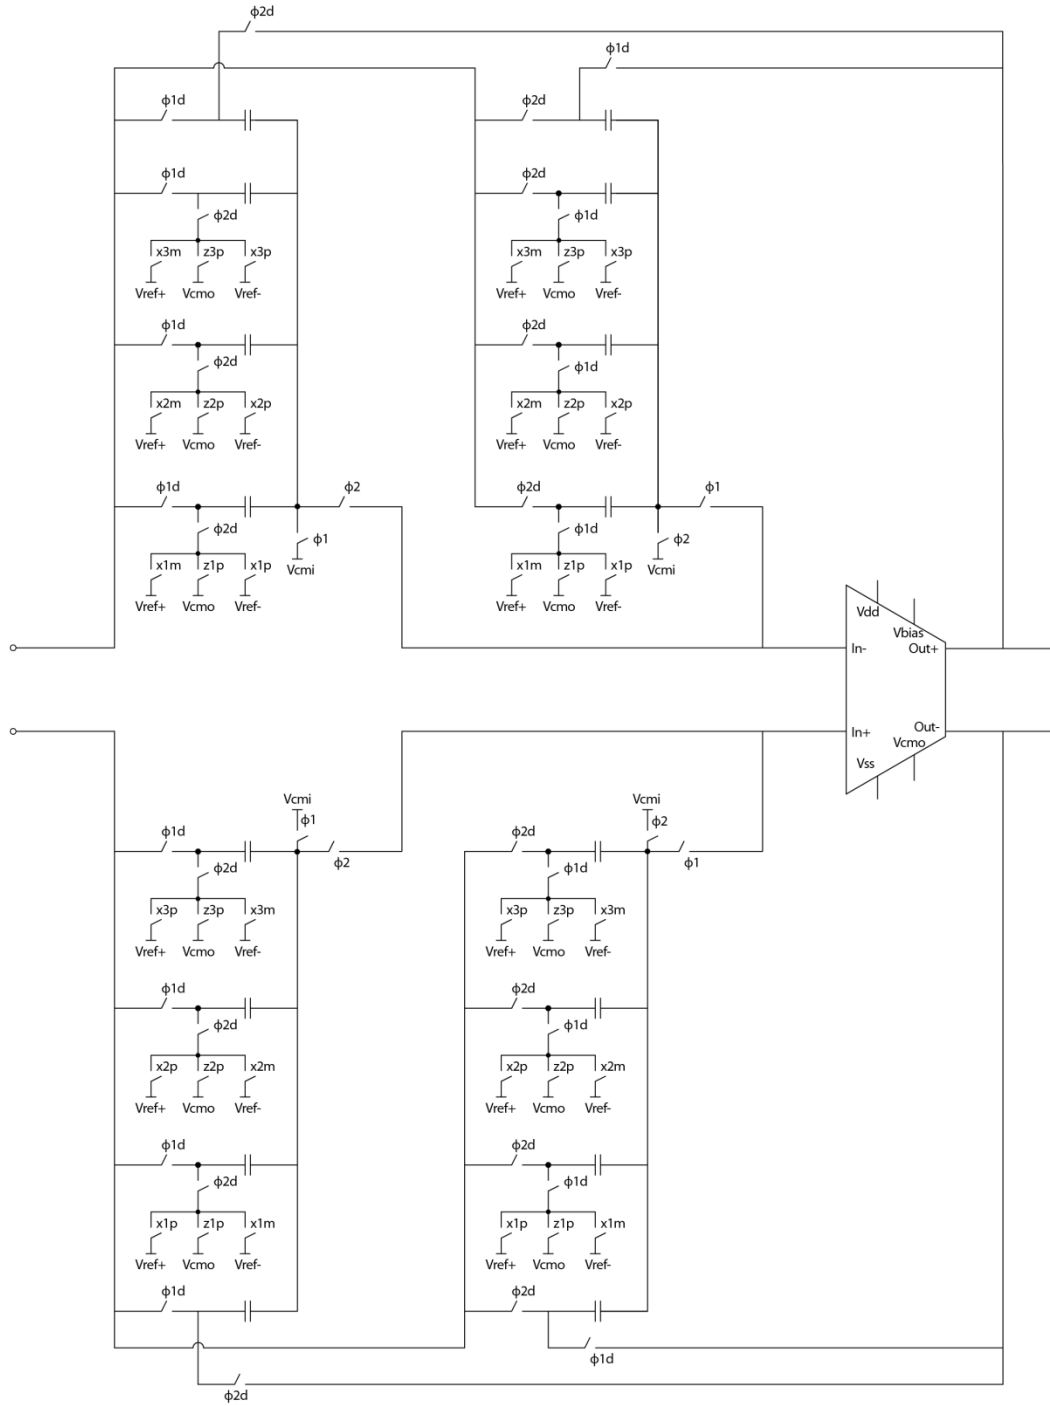 ϕ2d
ϕ1d
ϕ1d ϕ2d
ϕ1d ϕ2d
ϕ2d ϕ1d
x3m z3p x3p x3m z3p x3p
Vref+ Vcmo Vref- Vref+ Vcmo Vref-
ϕ1d ϕ2d
ϕ2d ϕ1d
x2m z2p x2p x2m z2p x2p
Vref+ Vcmo Vref- Vref+ Vcmo Vref-
ϕ1d ϕ2 ϕ2d ϕ1
ϕ2d ϕ1 ϕ1d ϕ2
x1m z1p x1p Vcmi x1m z1p x1p Vcmi
Vref+ Vcmo Vref- Vref+ Vcmo Vref-
Vdd
Vbias
In- Out+
In+ Out-
Vcmo
Vss
Vcmi Vcmi
ϕ1 ϕ2
ϕ1d ϕ2d
ϕ2d ϕ2 ϕ1d ϕ1
x3p z3p x3m x3p z3p x3m
Vref+ Vcmo Vref- Vref+ Vcmo Vref-
ϕ1d ϕ2d
ϕ2d ϕ1d
x2p z2p x2m x2p z2p x2m
Vref+ Vcmo Vref- Vref+ Vcmo Vref-
ϕ1d ϕ2d
ϕ2d ϕ1d
x1p z1p x1m x1p z1p x1m
Vref+ Vcmo Vref- Vref+ Vcmo Vref-
ϕ1d ϕ2d
ϕ1d
ϕ2d